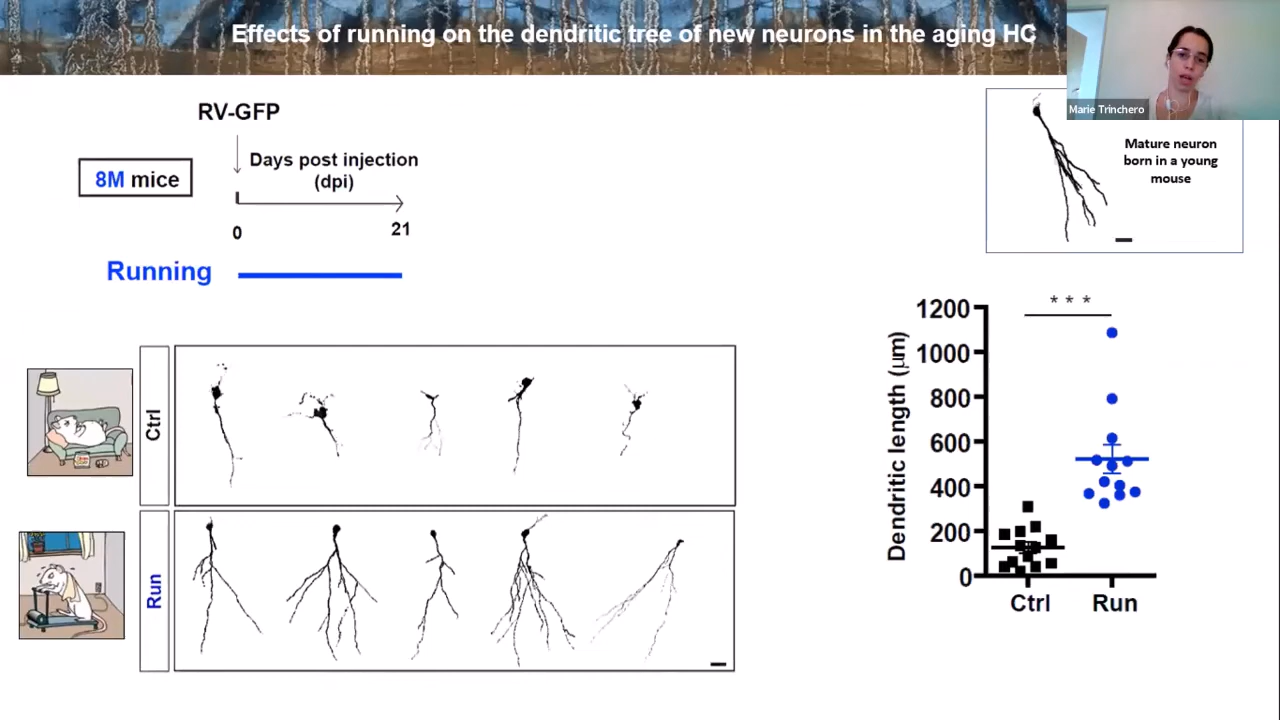 Effects of running on the dendritic tree of new neurons in the aging HC
Marie Trinchero
RV-GFP
Days post injection
(dpi)
8M mice
0
21
Running
Mature neuron
born in a young
mouse
Ctrl
Run
* * *
Dendritic length (µm)
1200
1000
800
600
400
200
0
Ctrl
Run